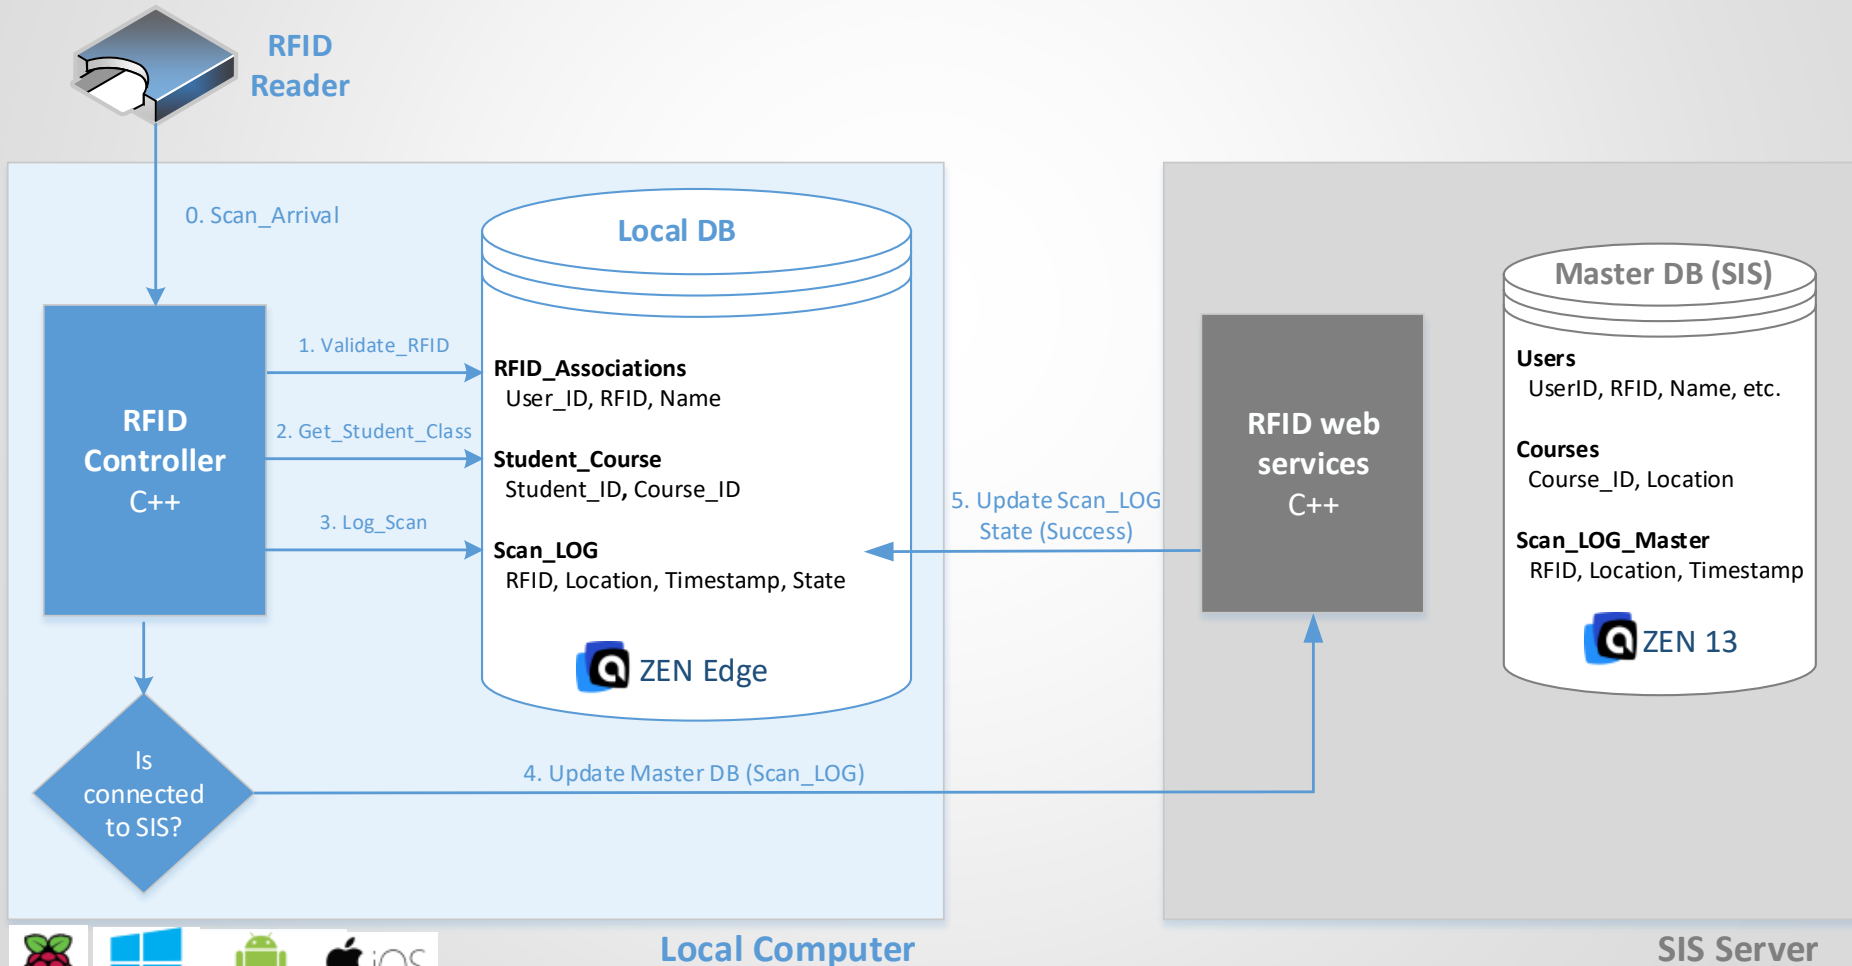 RFID
Reader
0. Scan_Arrival
RFID
Controller
C++
1. Validate_RFID
2. Get_Student_Class
3. Log_Scan
Local DB
RFID_Associations
User_ID, RFID, Name
Student_Course
Student_ID, Course_ID
Scan_LOG
RFID, Location, Timestamp, State
ZEN Edge
Is
connected
to SIS?
4. Update Master DB (Scan_LOG)
5. Update Scan_LOG
State (Success)
RFID web
services
C++
Master DB (SIS)
Users
UserID, RFID, Name, etc.
Courses
Course_ID, Location
Scan_LOG_Master
RFID, Location, Timestamp
ZEN 13
iOS
Local Computer
SIS Server